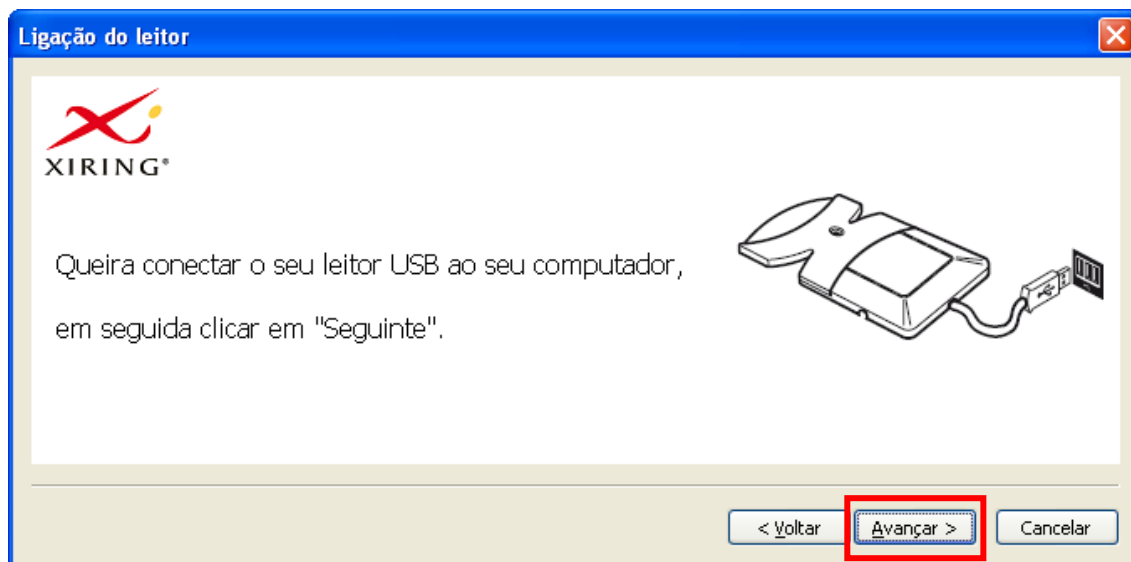 Ligação do leitor
XIRING®
Queira conectar o seu leitor USB ao seu computador,
em seguida clicar em "Seguinte".
< Voltar
Avançar >
Cancelar